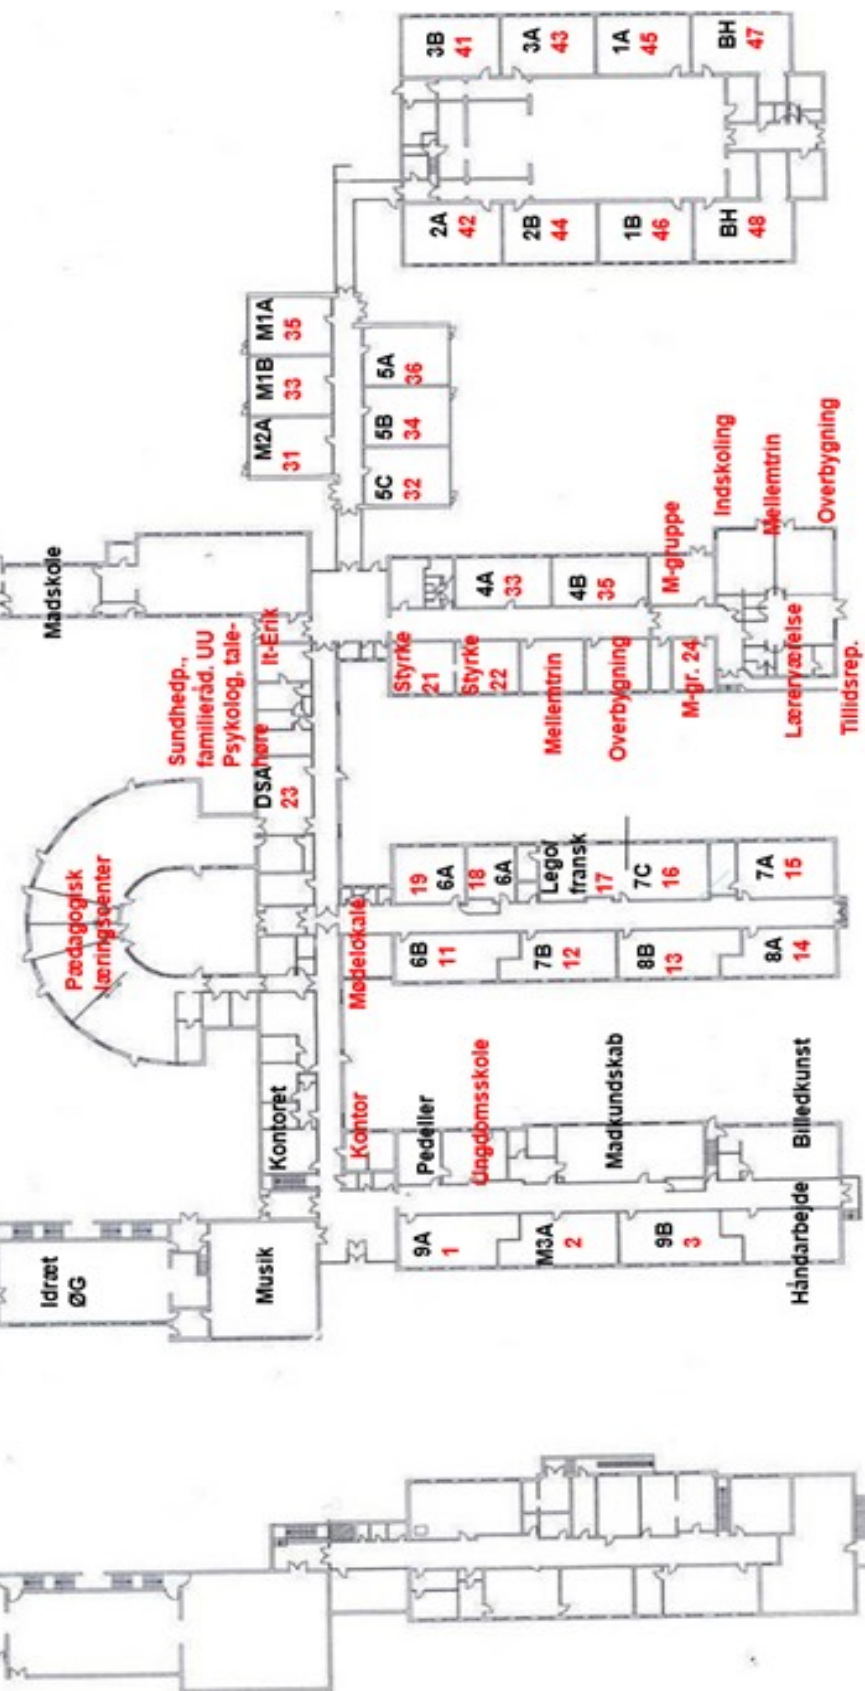 Idræt
ØG
Musik
Kontoret
Pædagogisk
læringscenter
Sundhedp.,
familieråd. UU
Psykolog, tale-
høre
It-Erik
DSA
23
Madskole
M2A
31
M1B
33
M1A
35
5C
32
5B
34
5A
36
3B
41
3A
43
1A
45
BH
47
2A
42
2B
44
1B
46
BH
48
Kontor
Pedeller
Ungdomsskole
Madkundskab
Billedkunst
9A
1
M3A
2
9B
3
Håndarbejde
Mødelokale
19
6A
18
6A
Lego/
fransk
17
7C
16
7A
15
6B
11
7B
12
8B
13
8A
14
Styrke
21
Styrke
22
Mellemtrin
Overbygning
M-gr. 24
4A
33
4B
35
M-gruppe
Indskoling
Mellemtrin
Overbygning
Lærerværelse
Tillidsrep.